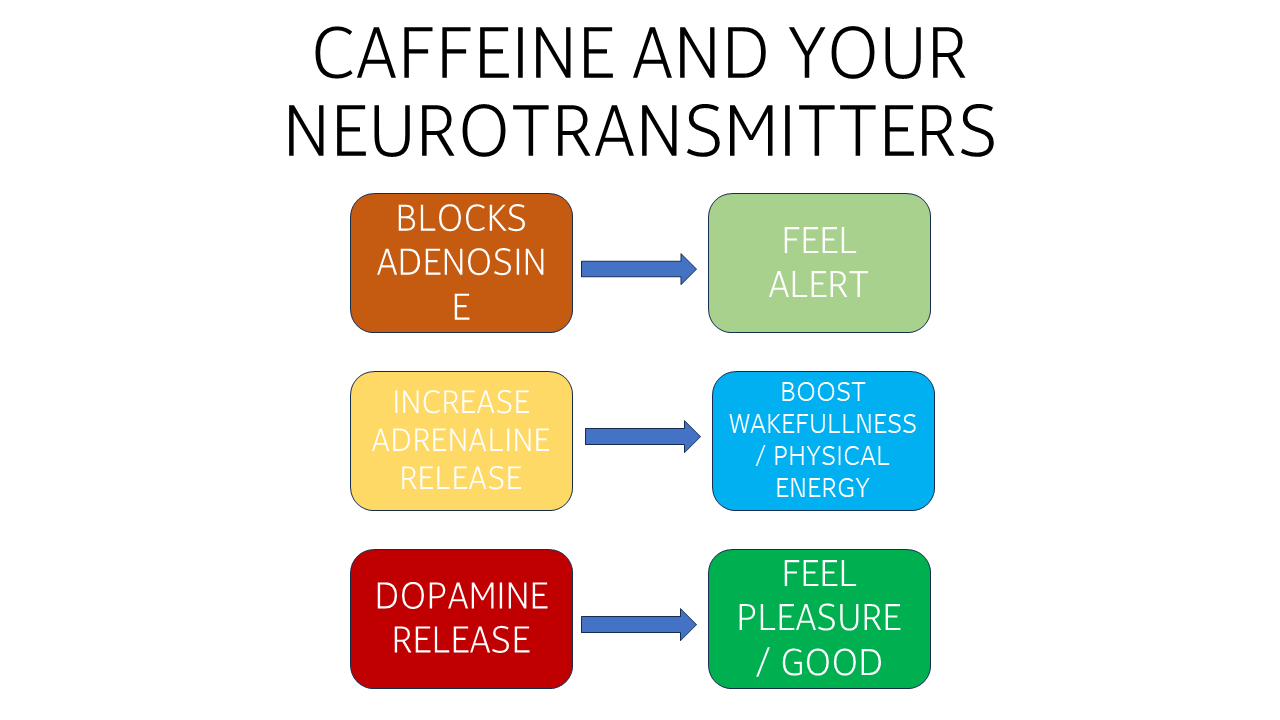 CAFFEINE AND YOUR
NEUROTRANSMITTERS
BLOCKS
ADENOSIN
E
FEEL
ALERT
INCREASE
ADRENALINE
RELEASE
BOOST
WAKEFULLNESS
/ PHYSICAL
ENERGY
DOPAMINE
RELEASE
FEEL
PLEASURE
/ GOOD